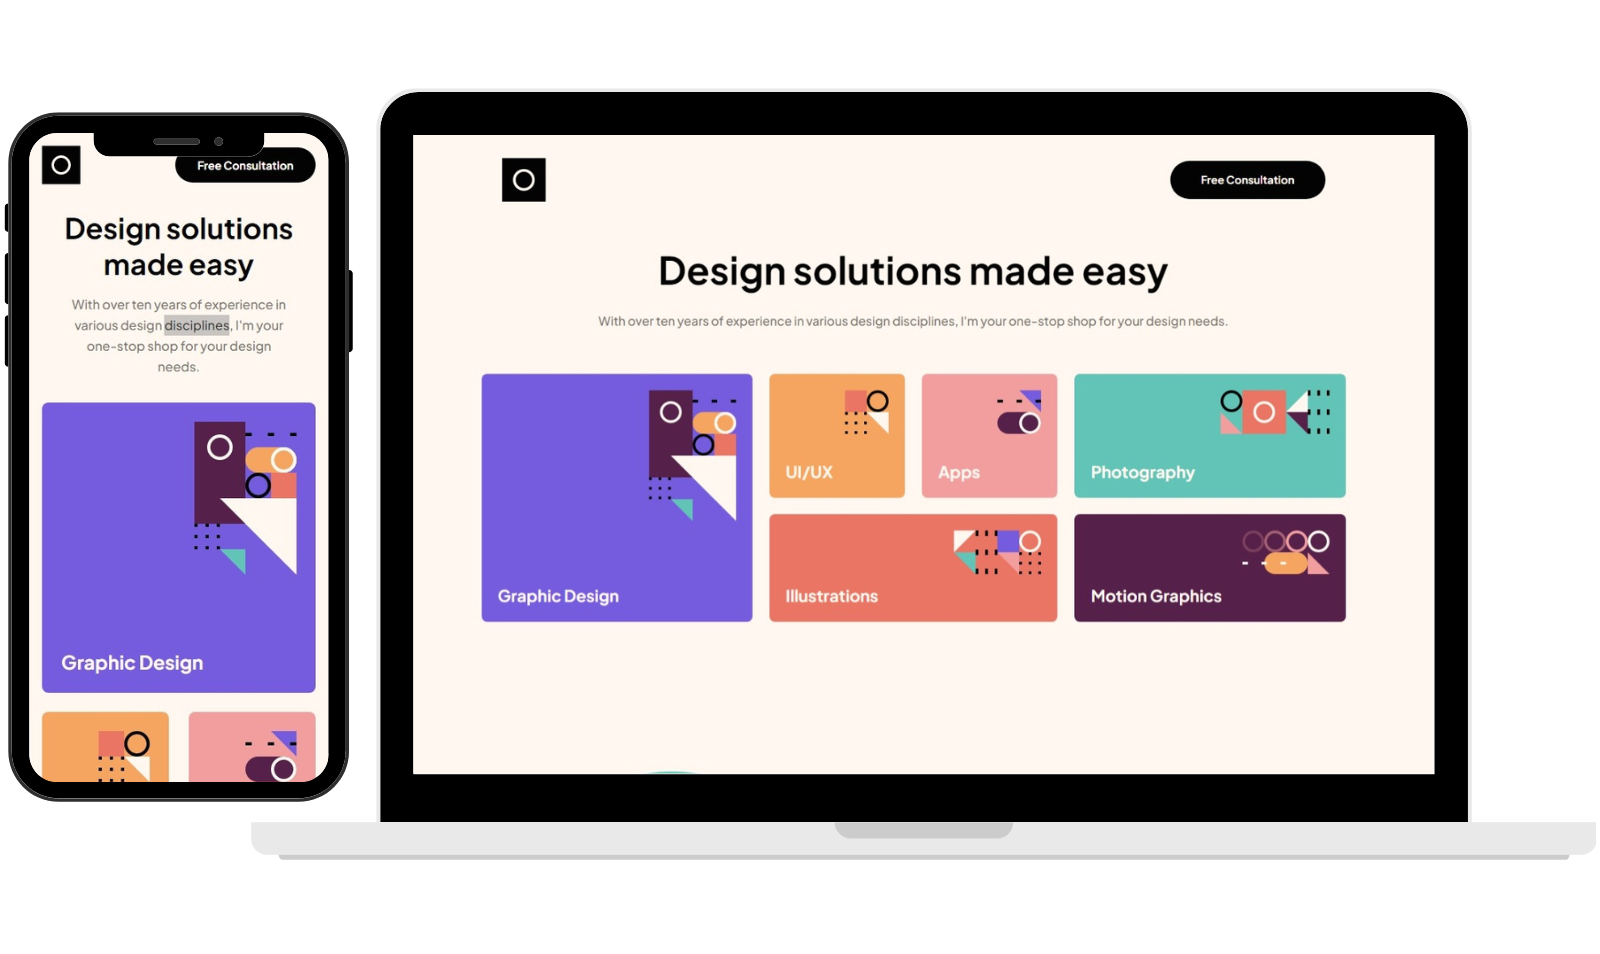 Free Consultation
Design solutions
made easy
With over ten years of experience in
various design disciplines, I'm your
one-stop shop for your design
needs.
Graphic Design
Free Consultation
Design solutions made easy
With over ten years of experience in various design disciplines, I'm your one-stop shop for your design needs.
Graphic Design
UI/UX
Apps
Photography
Illustrations
Motion Graphics